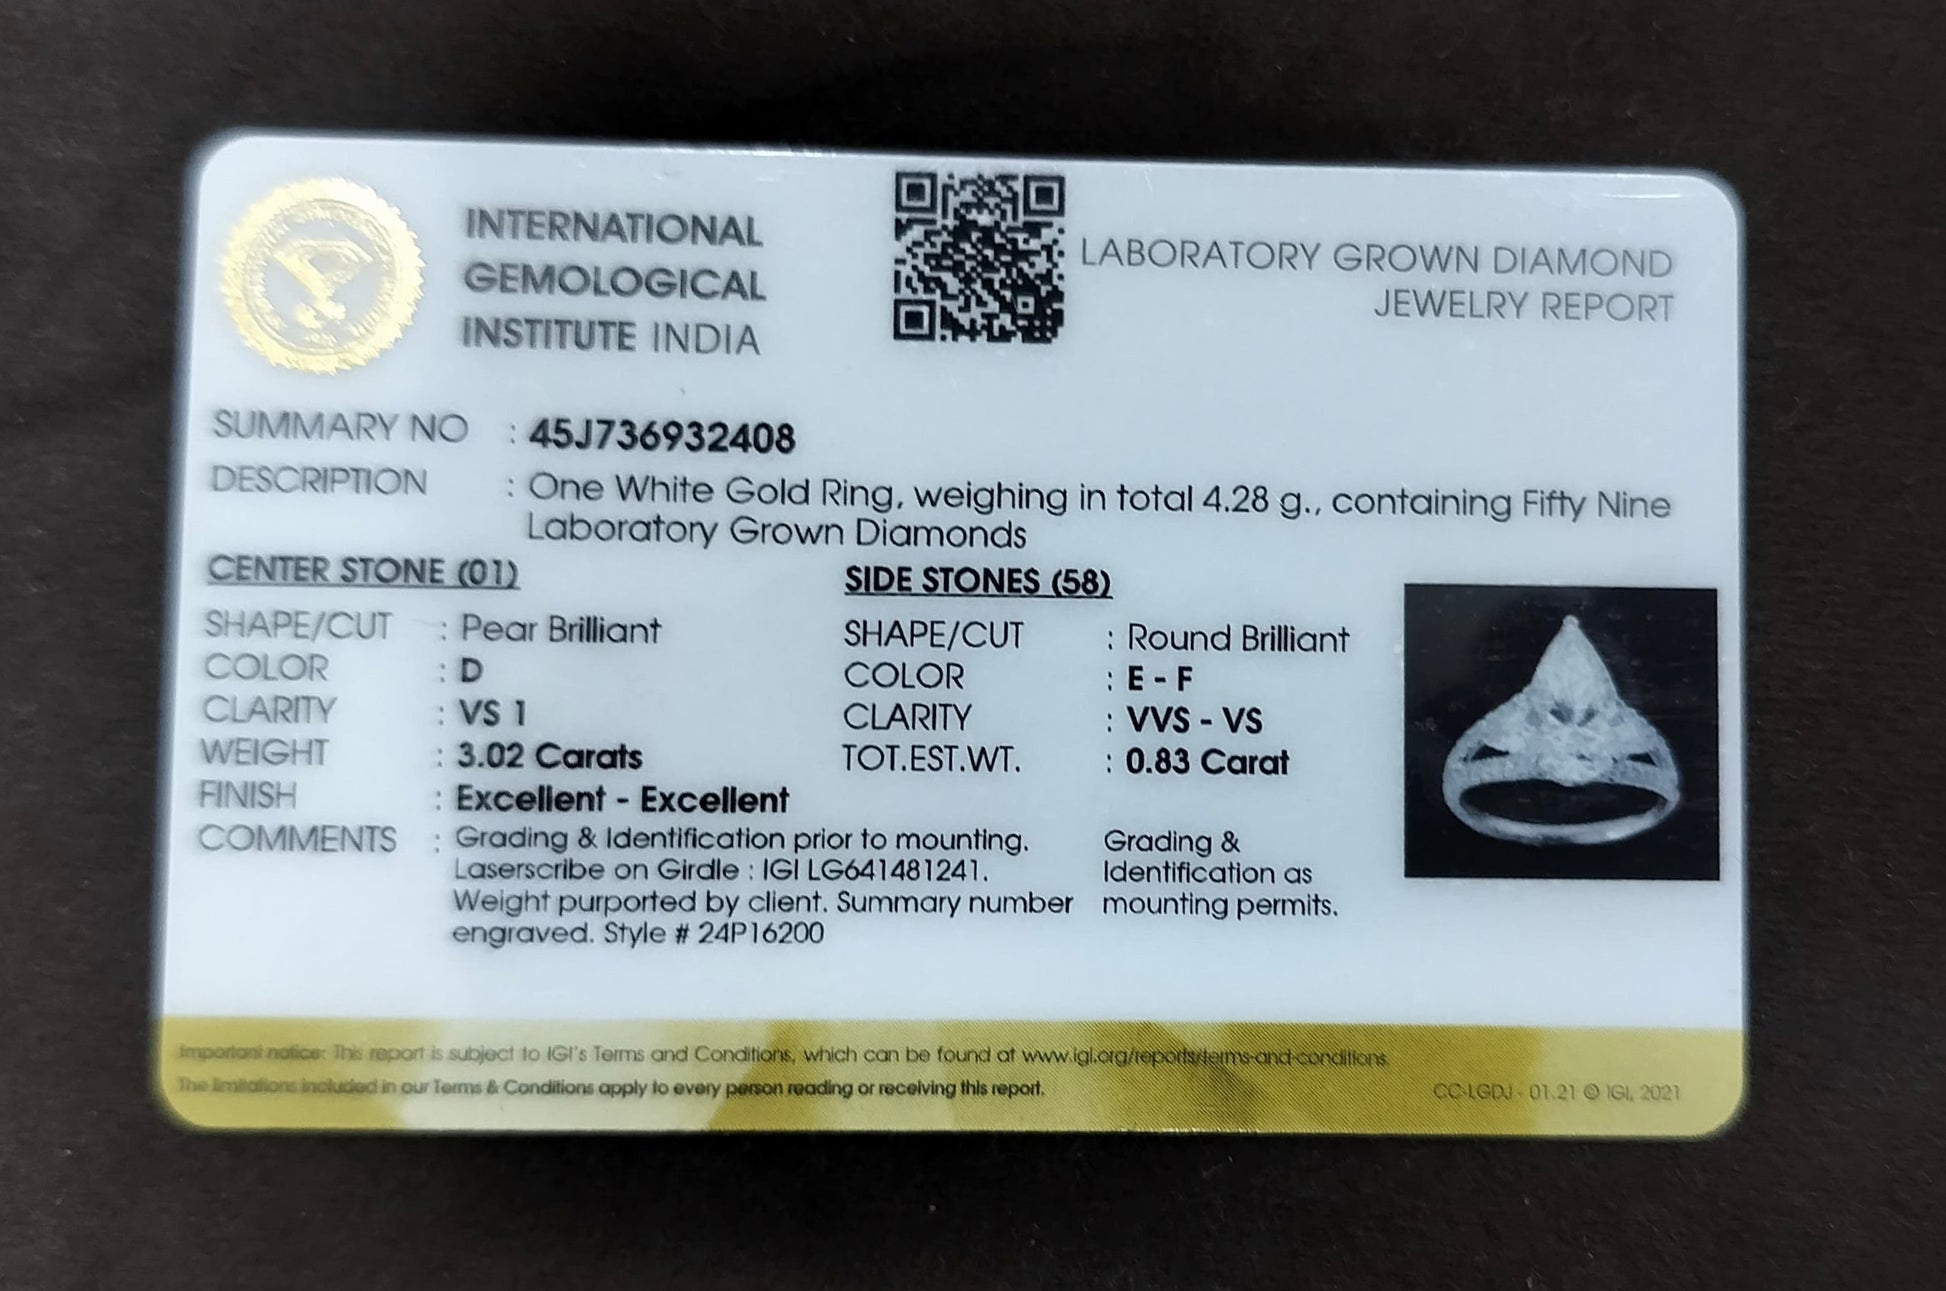 INTERNATIONAL
GEMOLOGICAL
INSTITUTE INDIA
LABORATORY GROWN DIAMOND
JEWELRY REPORT
SUMMARY NO : 45J736932408
DESCRIPTION : One White Gold Ring, weighing in total 4.28 g., containing Fifty Nine
Laboratory Grown Diamonds
CENTER STONE (01)
SHAPE/CUT : Pear Brilliant
COLOR : D
CLARITY : VS 1
WEIGHT : 3.02 Carats
FINISH : Excellent - Excellent
COMMENTS : Grading & Identification prior to mounting.
Laserscribe on Girdle : IGI LG641481241.
Weight purported by client. Summary number
engraved. Style # 24P16200
SIDE STONES (58)
SHAPE/CUT : Round Brilliant
COLOR : E - F
CLARITY : VVS - VS
TOT.EST.WT. : 0.83 Carat
Grading &
Identification as
mounting permits.
Important notice: This report is subject to IGI's Terms and Conditions, which can be found at www.igi.org/reports/terms-and-conditions.
The limitations included in our Terms & Conditions apply to every person reading or receiving this report.
CC-LGDJ - 01.21 © IGI, 2021